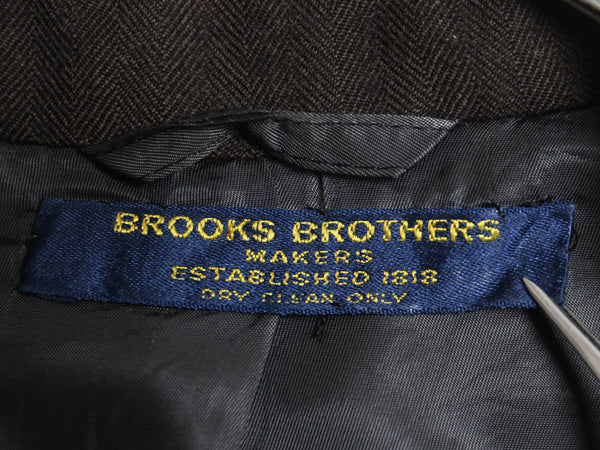 BROOKS BROTHERS
MAKERS
ESTABLISHED 1818
DRY CLEAN ONLY